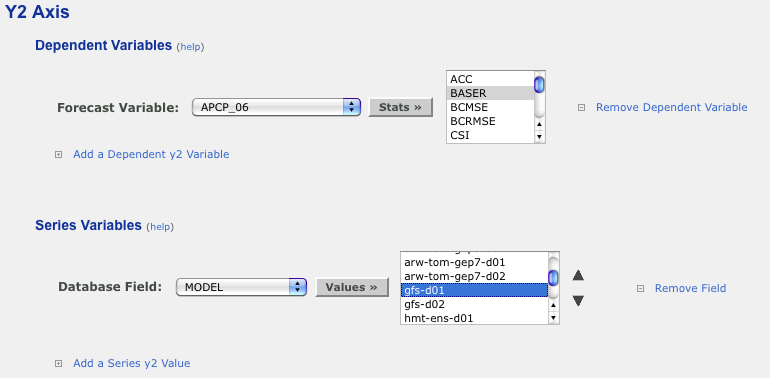 Y2 Axis
Dependent Variables (help)
Forecast Variable: APCP_06 Stats »
ACC
BASER
BCMSE
BCRMSE
CSI
Remove Dependent Variable
Add a Dependent y2 Variable
Series Variables (help)
Database Field: MODEL Values »
arw-tom-gep7-d01
arw-tom-gep7-d02
gfs-d01
gfs-d02
hmt-ens-d01
Remove Field
Add a Series y2 Value